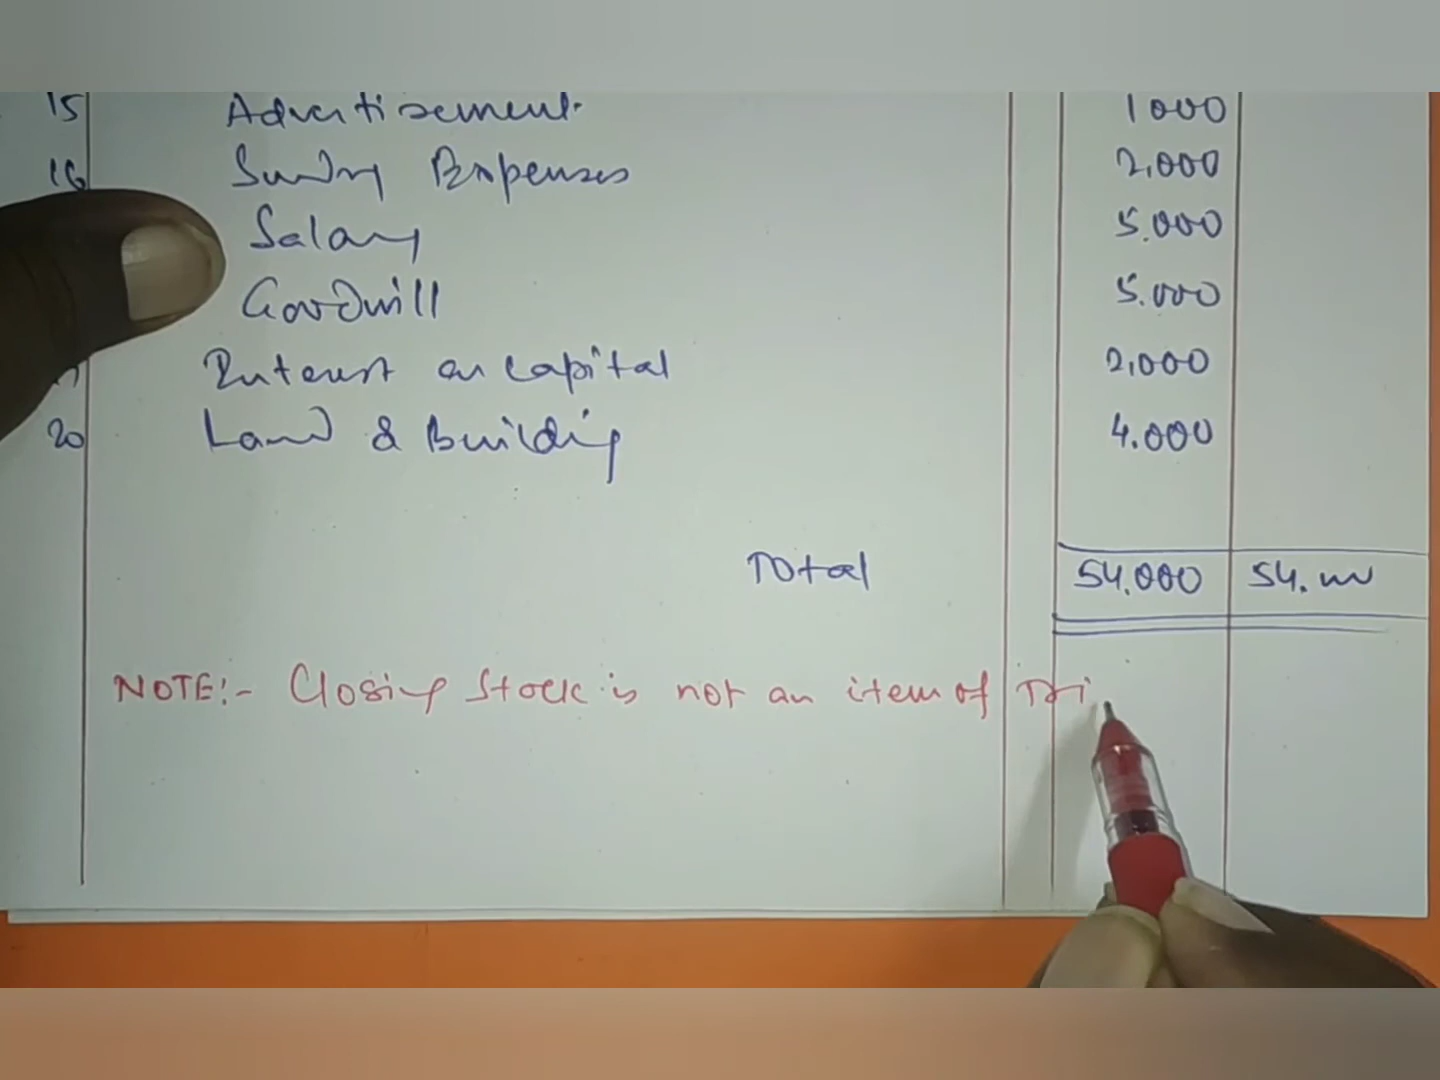 15 Advertisement. 1000
16 Sundry Expenses 2,000
Salary 5.000
Goodwill 5.000
Interest on capital 2,000
20 Land & Building 4.000
Total 54.000 54.
NOTE:- Closing Stock is not an item of Tri